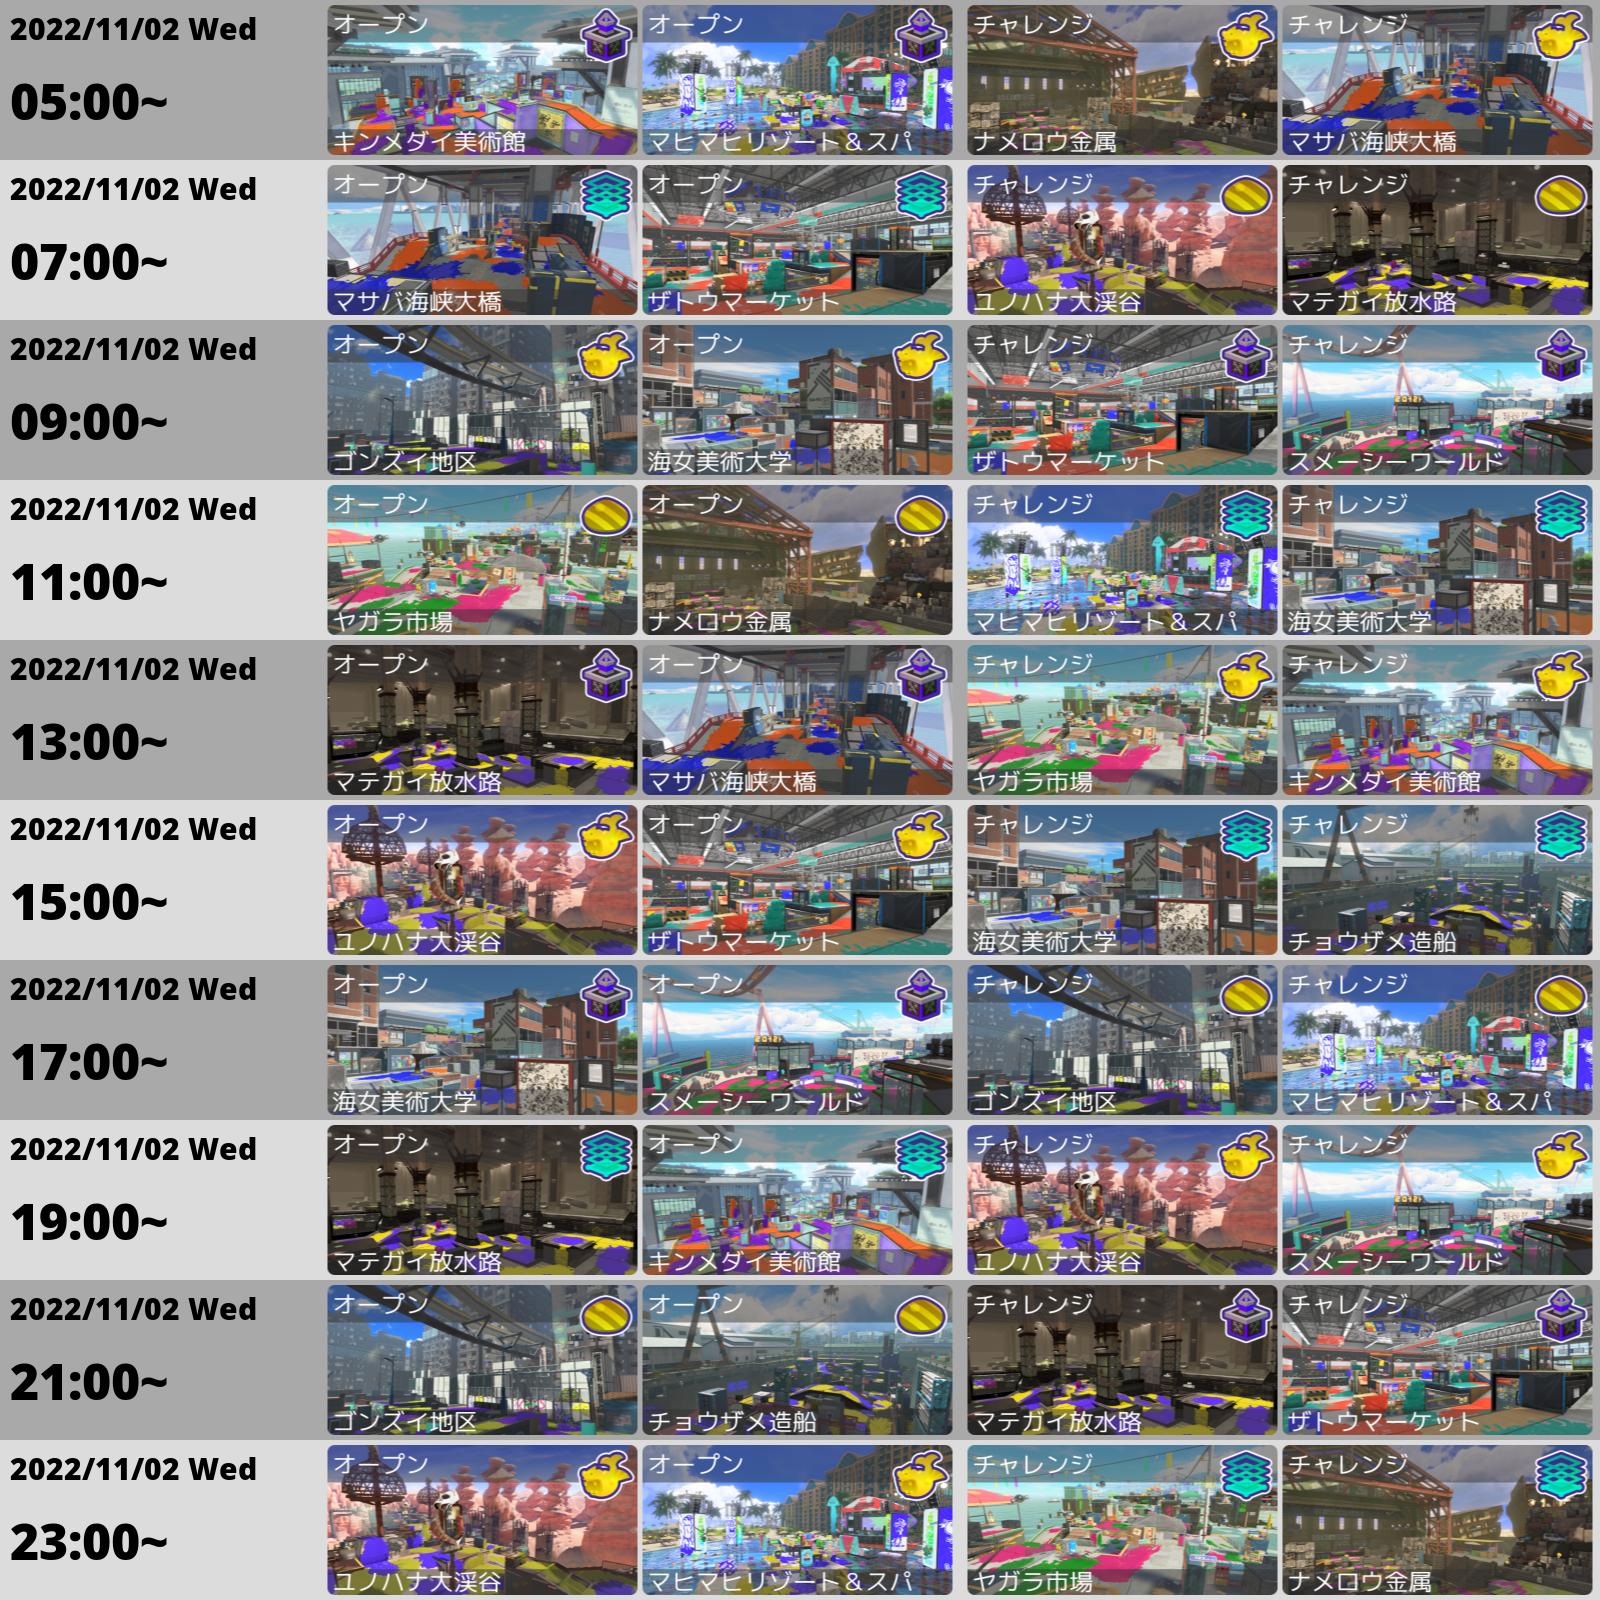 2022/11/02 Wed
05:00~
オープン オープン チャレンジ チャレンジ
キンメダイ美術館 マヒマヒリゾート＆スパ ナメロウ金属 マサバ海峡大橋
2022/11/02 Wed
07:00~
オープン オープン チャレンジ チャレンジ
マサバ海峡大橋 ザトウマーケット ユノハナ大渓谷 マテガイ放水路
2022/11/02 Wed
09:00~
オープン オープン チャレンジ チャレンジ
ゴンズイ地区 海女美術大学 ザトウマーケット スメーシーワールド
2022/11/02 Wed
11:00~
オープン オープン チャレンジ チャレンジ
ヤガラ市場 ナメロウ金属 マヒマヒリゾート＆スパ 海女美術大学
2022/11/02 Wed
13:00~
オープン オープン チャレンジ チャレンジ
マテガイ放水路 マサバ海峡大橋 ヤガラ市場 キンメダイ美術館
2022/11/02 Wed
15:00~
オープン オープン チャレンジ チャレンジ
ユノハナ大渓谷 ザトウマーケット 海女美術大学 チョウザメ造船
2022/11/02 Wed
17:00~
オープン オープン チャレンジ チャレンジ
海女美術大学 スメーシーワールド ゴンズイ地区 マヒマヒリゾート＆スパ
2022/11/02 Wed
19:00~
オープン オープン チャレンジ チャレンジ
マテガイ放水路 キンメダイ美術館 ユノハナ大渓谷 スメーシーワールド
2022/11/02 Wed
21:00~
オープン オープン チャレンジ チャレンジ
ゴンズイ地区 チョウザメ造船 マテガイ放水路 ザトウマーケット
2022/11/02 Wed
23:00~
オープン オープン チャレンジ チャレンジ
ユノハナ大渓谷 マヒマヒリゾート＆スパ ヤガラ市場 ナメロウ金属